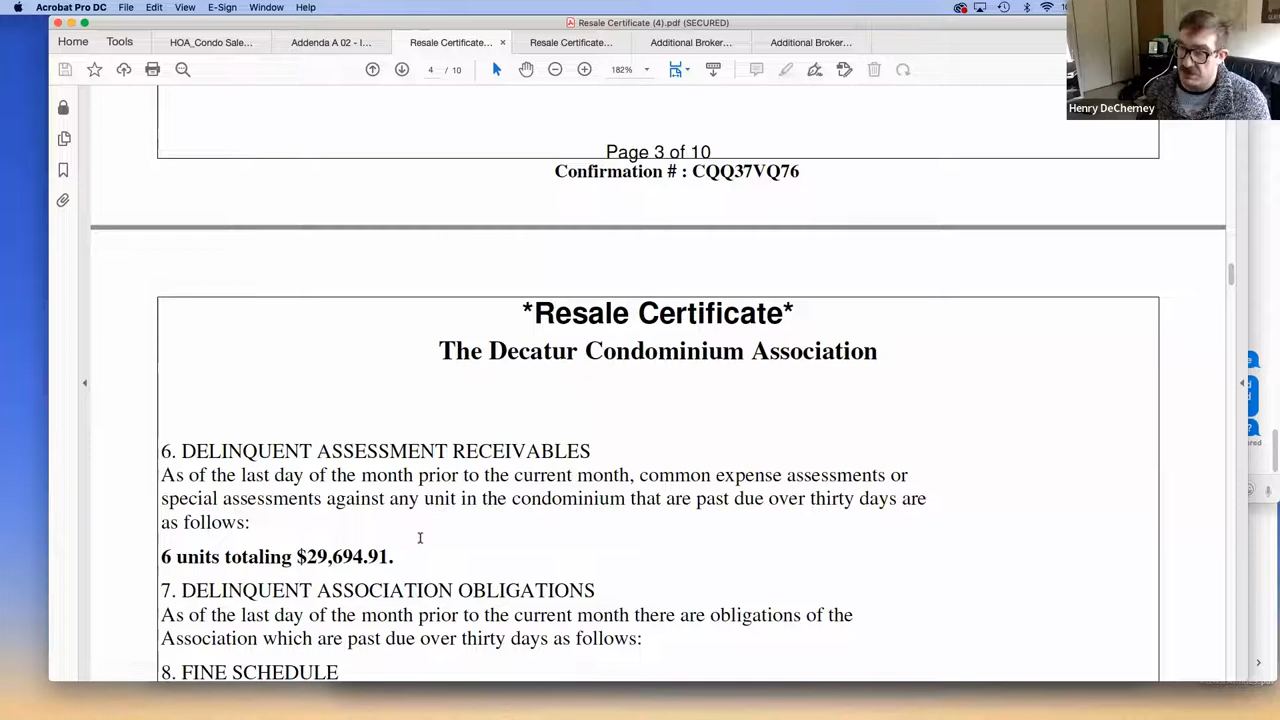 Acrobat Pro DC File Edit View E-Sign Window Help
Resale Certificate (4).pdf (SECURED)
Home Tools HOA_Condo Sale... Addenda A 02 - I... Resale Certificate... × Resale Certificate... Additional Broker... Additional Broker...
4 / 10 182%
Henry DeCherney
Page 3 of 10
Confirmation # : CQQ37VQ76
*Resale Certificate*
The Decatur Condominium Association
6. DELINQUENT ASSESSMENT RECEIVABLES
As of the last day of the month prior to the current month, common expense assessments or
special assessments against any unit in the condominium that are past due over thirty days are
as follows:
6 units totaling $29,694.91.
7. DELINQUENT ASSOCIATION OBLIGATIONS
As of the last day of the month prior to the current month there are obligations of the
Association which are past due over thirty days as follows:
8. FINE SCHEDULE